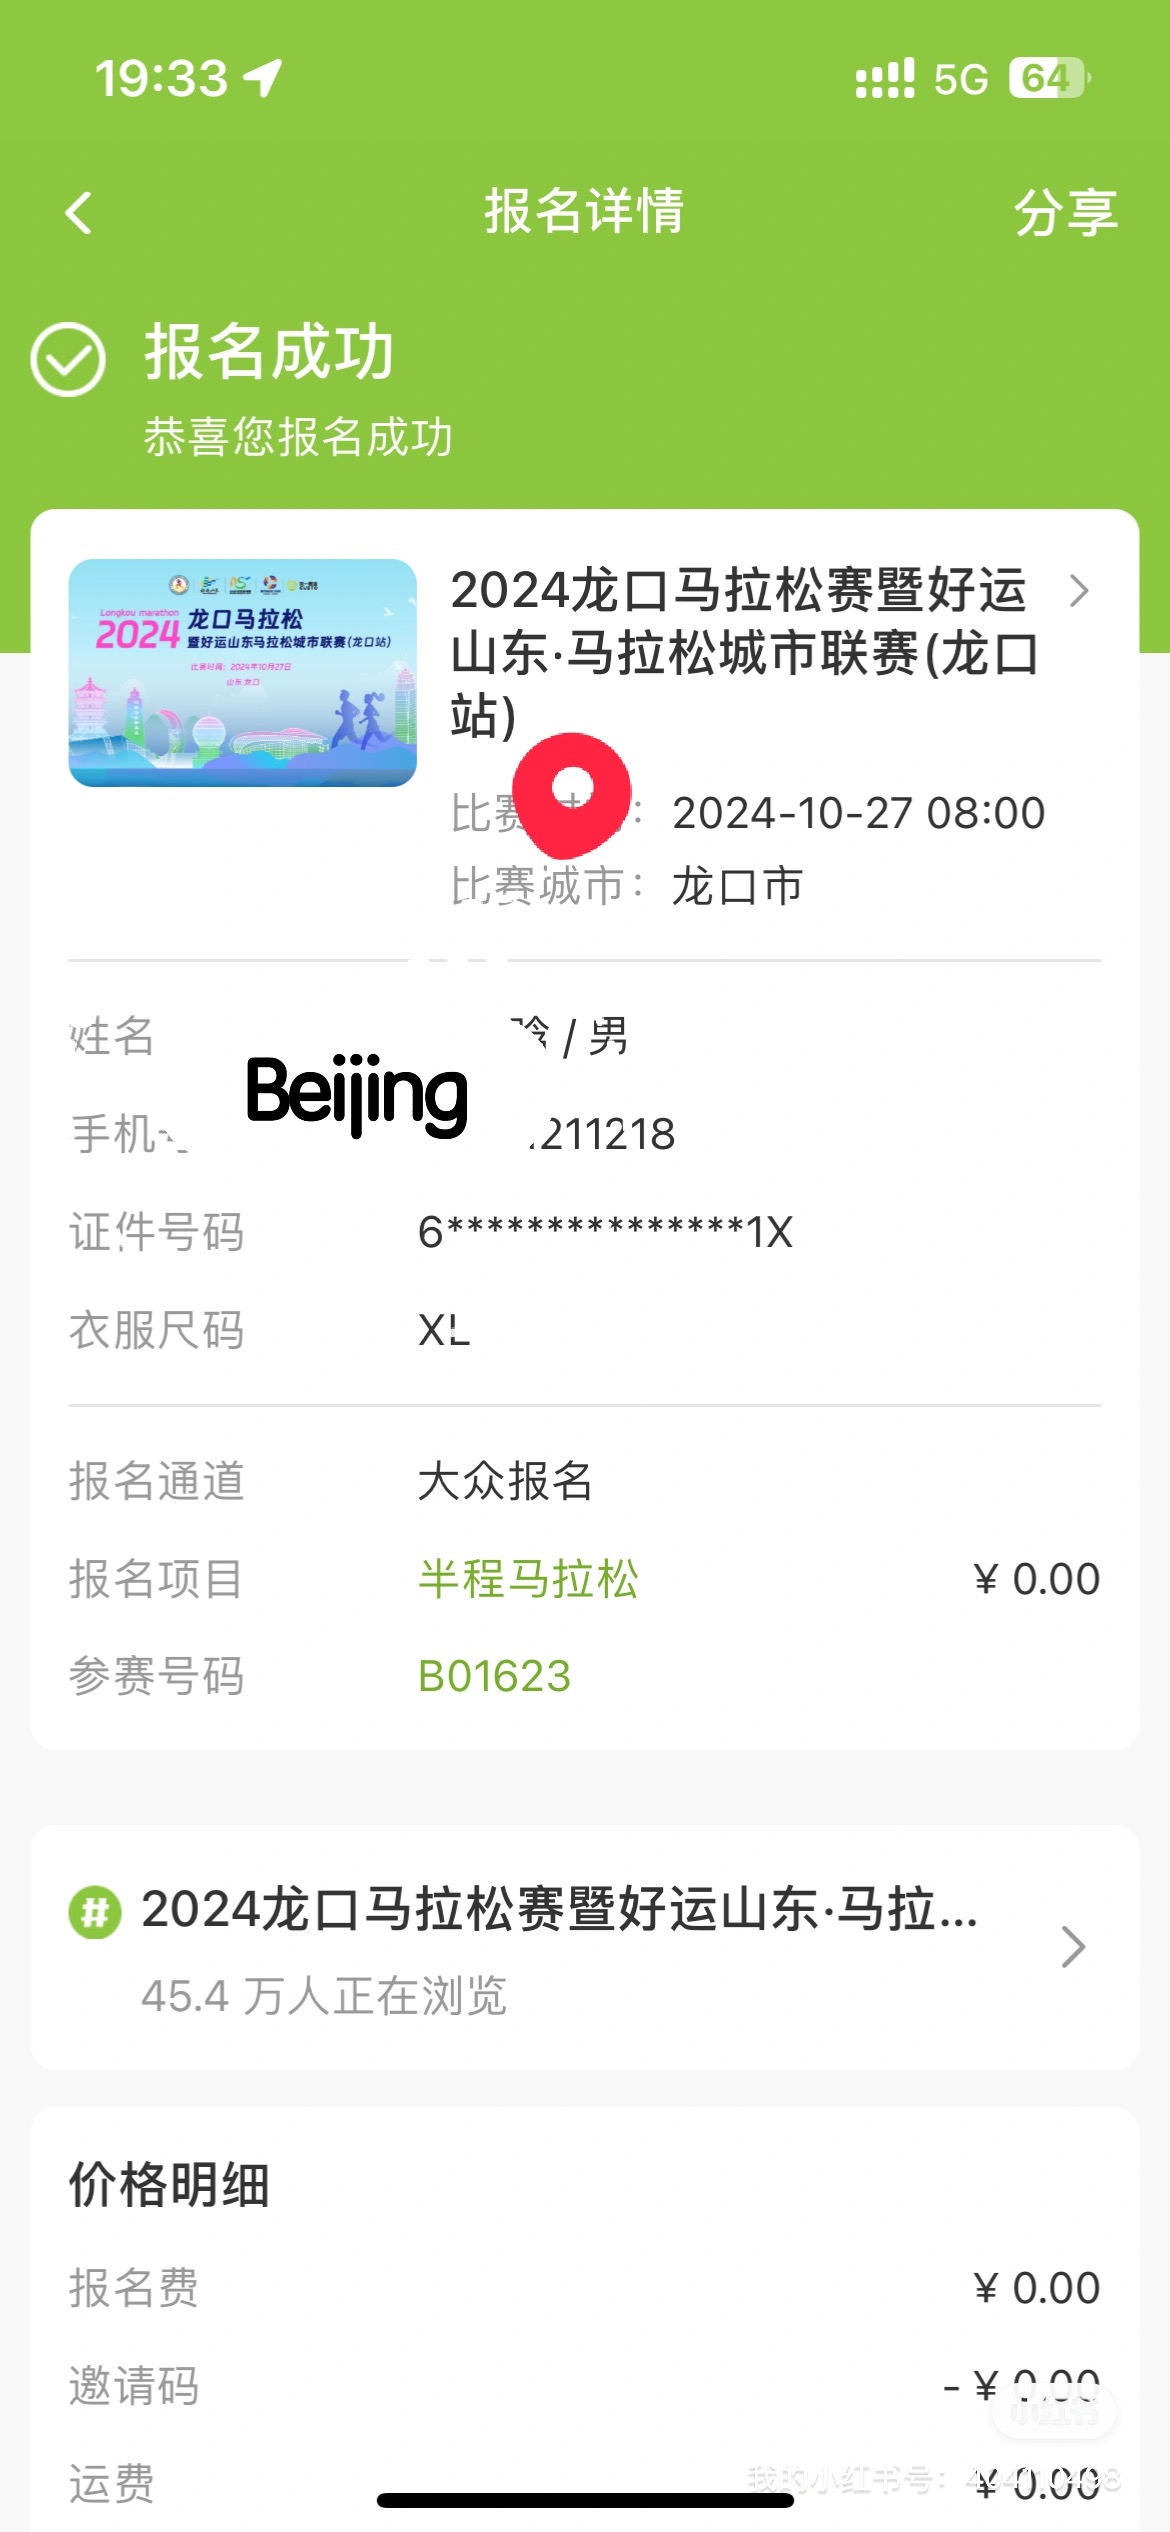 19:33
5G 64
报名详情
分享
报名成功
恭喜您报名成功
Longkou marathon
2024 龙口马拉松
暨好运山东马拉松城市联赛(龙口站)
比赛时间：2024年10月27日
山东 龙口
2024龙口马拉松赛暨好运
山东·马拉松城市联赛(龙口
站)
比赛 : 2024-10-27 08:00
比赛城市: 龙口市
姓名 / 男
Beijing
手机 211218
证件号码 6***************1X
衣服尺码 XL
报名通道 大众报名
报名项目 半程马拉松 ¥ 0.00
参赛号码 B01623
# 2024龙口马拉松赛暨好运山东·马拉...
45.4 万人正在浏览
价格明细
报名费 ¥ 0.00
邀请码 - ¥ 0.00
小红书
运费 ¥ 0.00
我的小红书号: